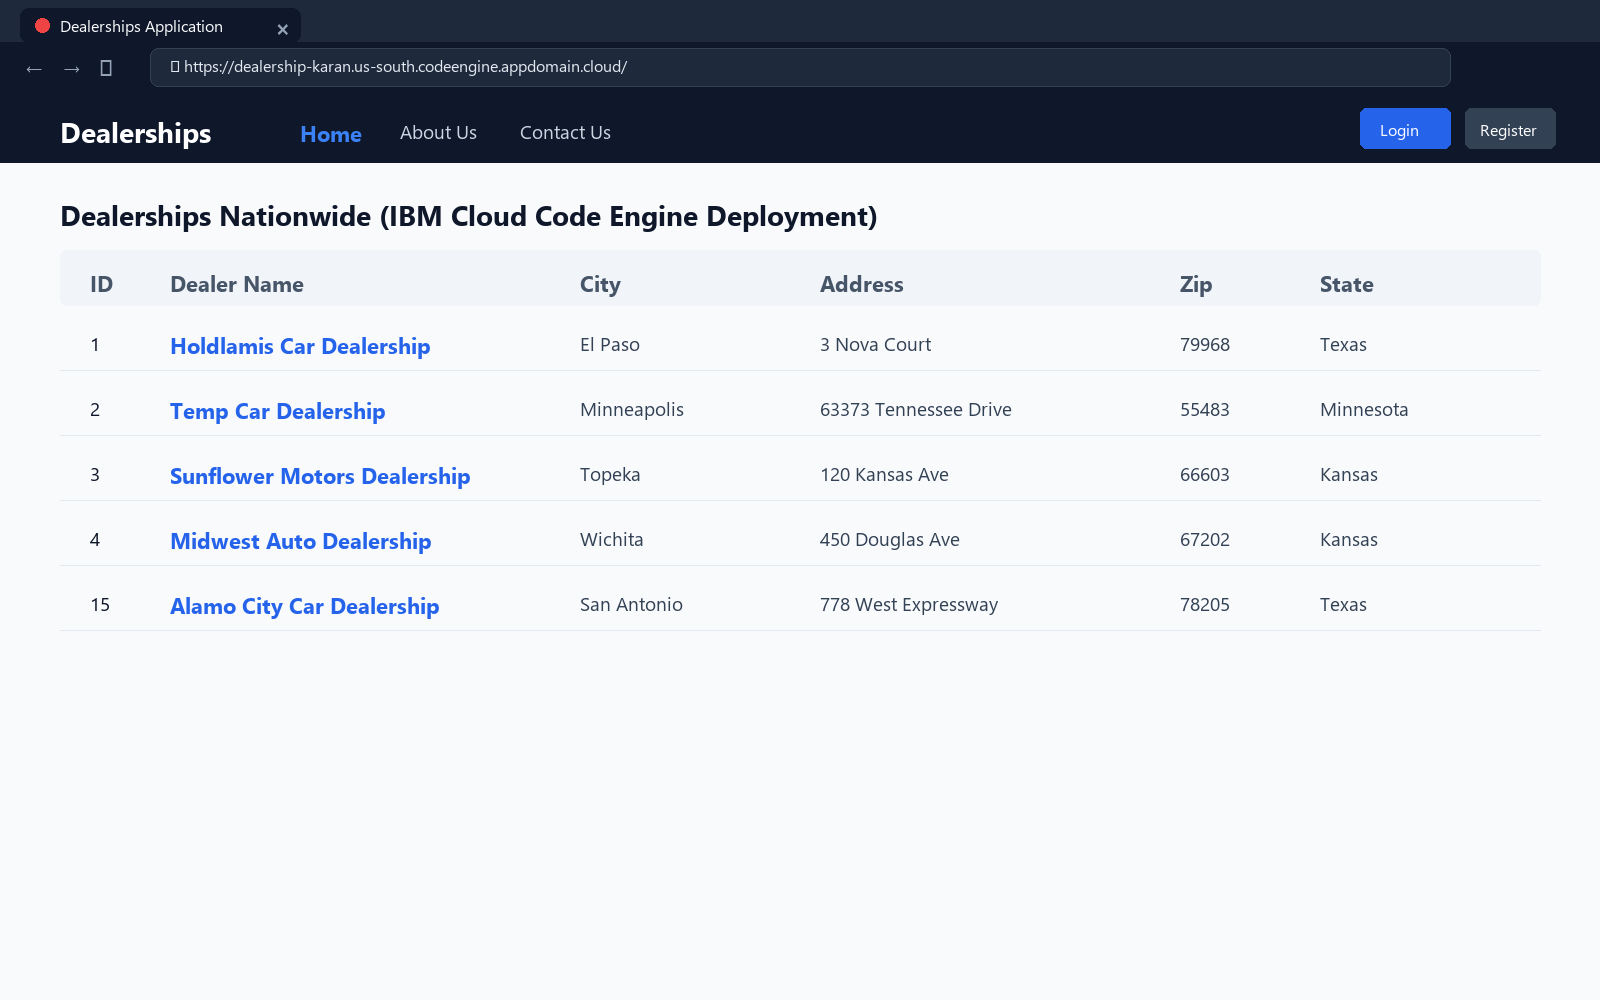 Dealerships Application ×
← → https://dealership-karan.us-south.codeengine.appdomain.cloud/
Dealerships Home About Us Contact Us Login Register
Dealerships Nationwide (IBM Cloud Code Engine Deployment)
ID Dealer Name City Address Zip State
1 Holdlamis Car Dealership El Paso 3 Nova Court 79968 Texas
2 Temp Car Dealership Minneapolis 63373 Tennessee Drive 55483 Minnesota
3 Sunflower Motors Dealership Topeka 120 Kansas Ave 66603 Kansas
4 Midwest Auto Dealership Wichita 450 Douglas Ave 67202 Kansas
15 Alamo City Car Dealership San Antonio 778 West Expressway 78205 Texas